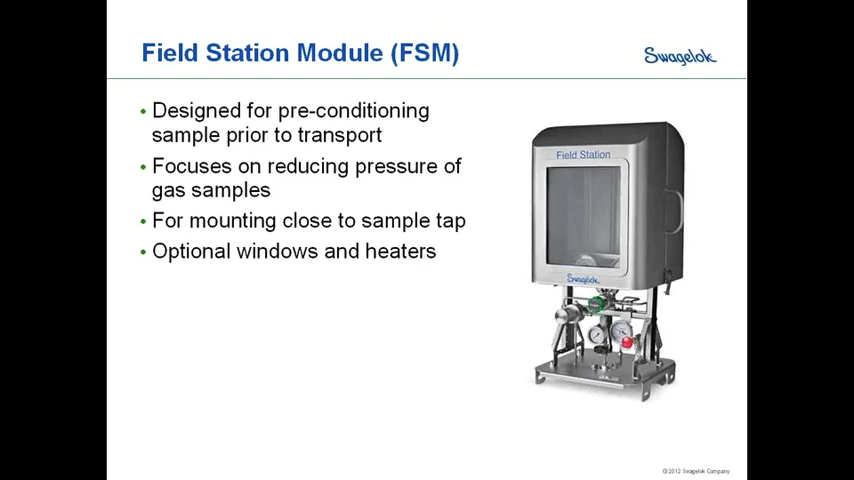 Field Station Module (FSM)
Swagelok
• Designed for pre-conditioning
sample prior to transport
• Focuses on reducing pressure of
gas samples
• For mounting close to sample tap
• Optional windows and heaters
Field Station
Swagelok
©2012 Swagelok Company